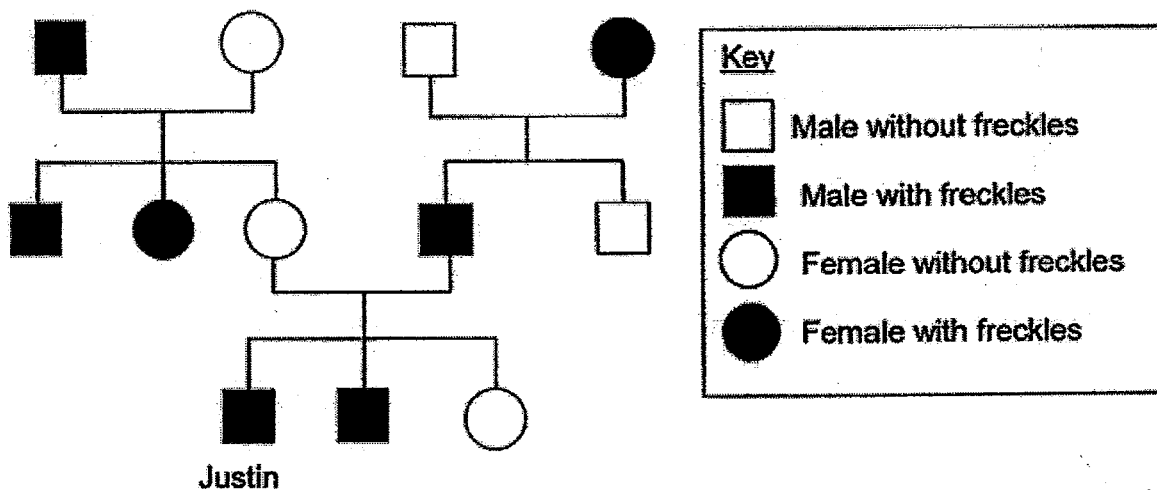 Key
Male without freckles
Male with freckles
Female without freckles
Female with freckles
Justin